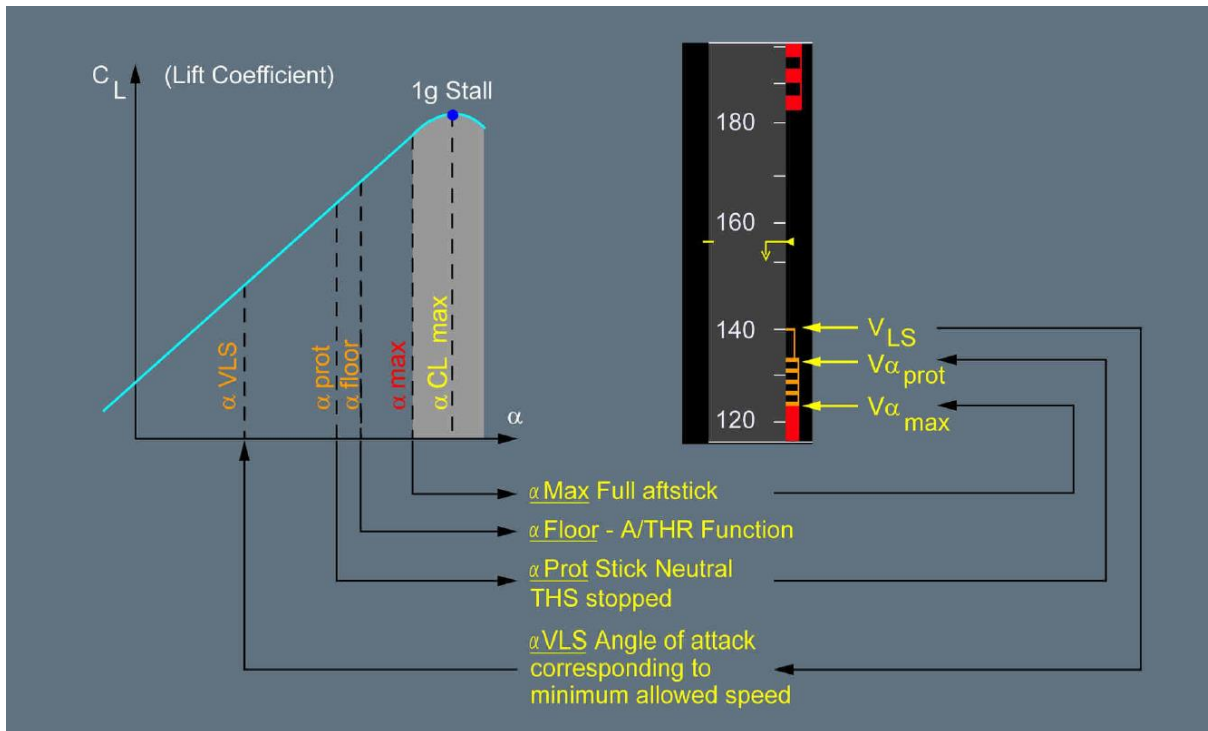 C L (Lift Coefficient)
1g Stall
α VLS
α prot
α floor
α max
α CL max
α
180
160
140
120
V LS
Vα prot
Vα max
α Max Full aftstick
α Floor - A/THR Function
α Prot Stick Neutral
THS stopped
α VLS Angle of attack
corresponding to
minimum allowed speed